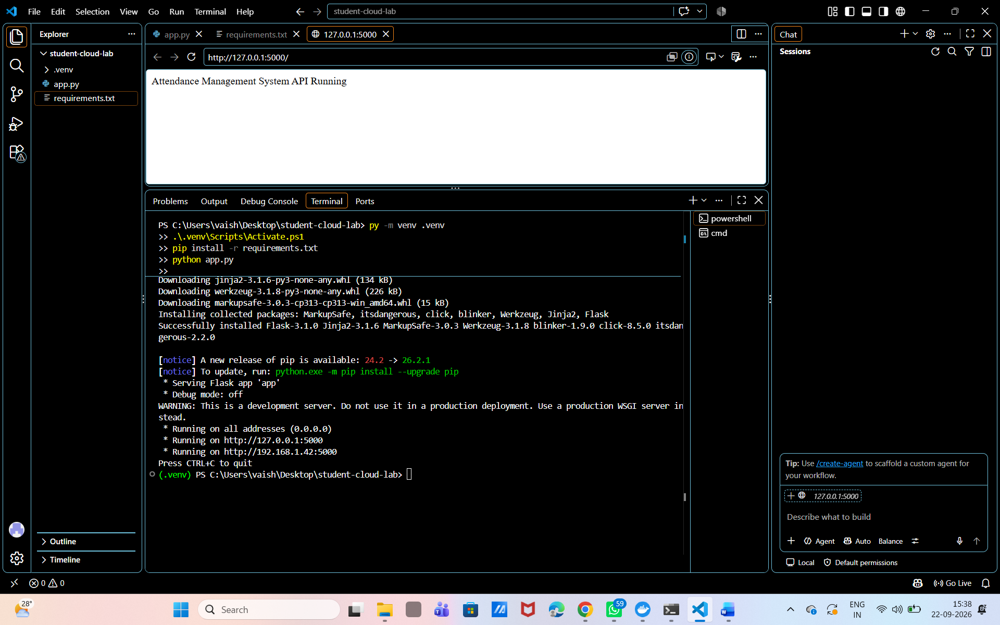 File Edit Selection View Go Run Terminal Help
student-cloud-lab
Explorer
student-cloud-lab
.venv
app.py
requirements.txt
Outline
Timeline
app.py
requirements.txt
127.0.0.1:5000
http://127.0.0.1:5000/
Attendance Management System API Running
Problems Output Debug Console Terminal Ports
PS C:\Users\vaish\Desktop\student-cloud-lab> py -m venv .venv
>> .\.venv\Scripts\Activate.ps1
>> pip install -r requirements.txt
>> python app.py
>>
Downloading jinja2-3.1.6-py3-none-any.whl (134 kB)
Downloading werkzeug-3.1.8-py3-none-any.whl (226 kB)
Downloading markupsafe-3.0.3-cp313-cp313-win_amd64.whl (15 kB)
Installing collected packages: MarkupSafe, itsdangerous, click, blinker, Werkzeug, Jinja2, Flask
Successfully installed Flask-3.1.0 Jinja2-3.1.6 MarkupSafe-3.0.3 Werkzeug-3.1.8 blinker-1.9.0 click-8.5.0 itsdan
gerous-2.2.0
[notice] A new release of pip is available: 24.2 -> 26.2.1
[notice] To update, run: python.exe -m pip install --upgrade pip
* Serving Flask app 'app'
* Debug mode: off
WARNING: This is a development server. Do not use it in a production deployment. Use a production WSGI server in
stead.
* Running on all addresses (0.0.0.0)
* Running on http://127.0.0.1:5000
* Running on http://192.168.1.42:5000
Press CTRL+C to quit
(.venv) PS C:\Users\vaish\Desktop\student-cloud-lab>
powershell
cmd
Chat
Sessions
Tip: Use /create-agent to scaffold a custom agent for
your workflow.
127.0.0.1:5000
Describe what to build
Agent Auto Balance
Local Default permissions
0 0
Go Live
28°
Search
59
ENG
IN
15:38
22-09-2026